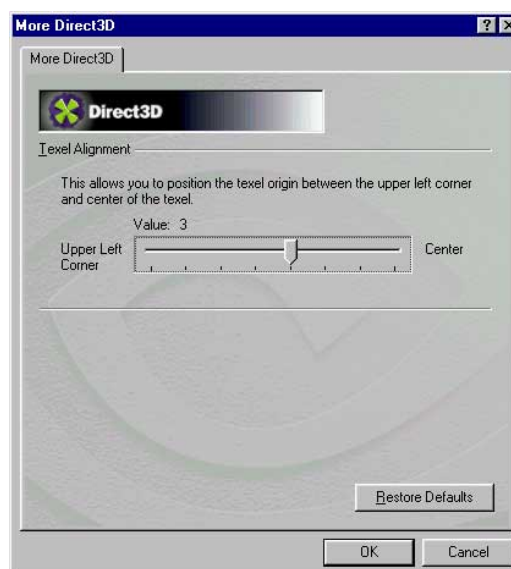 More Direct3D
More Direct3D
Direct3D
Texel Alignment
This allows you to position the texel origin between the upper left corner
and center of the texel.
Value: 3
Upper Left
Corner
Center
Restore Defaults
OK
Cancel